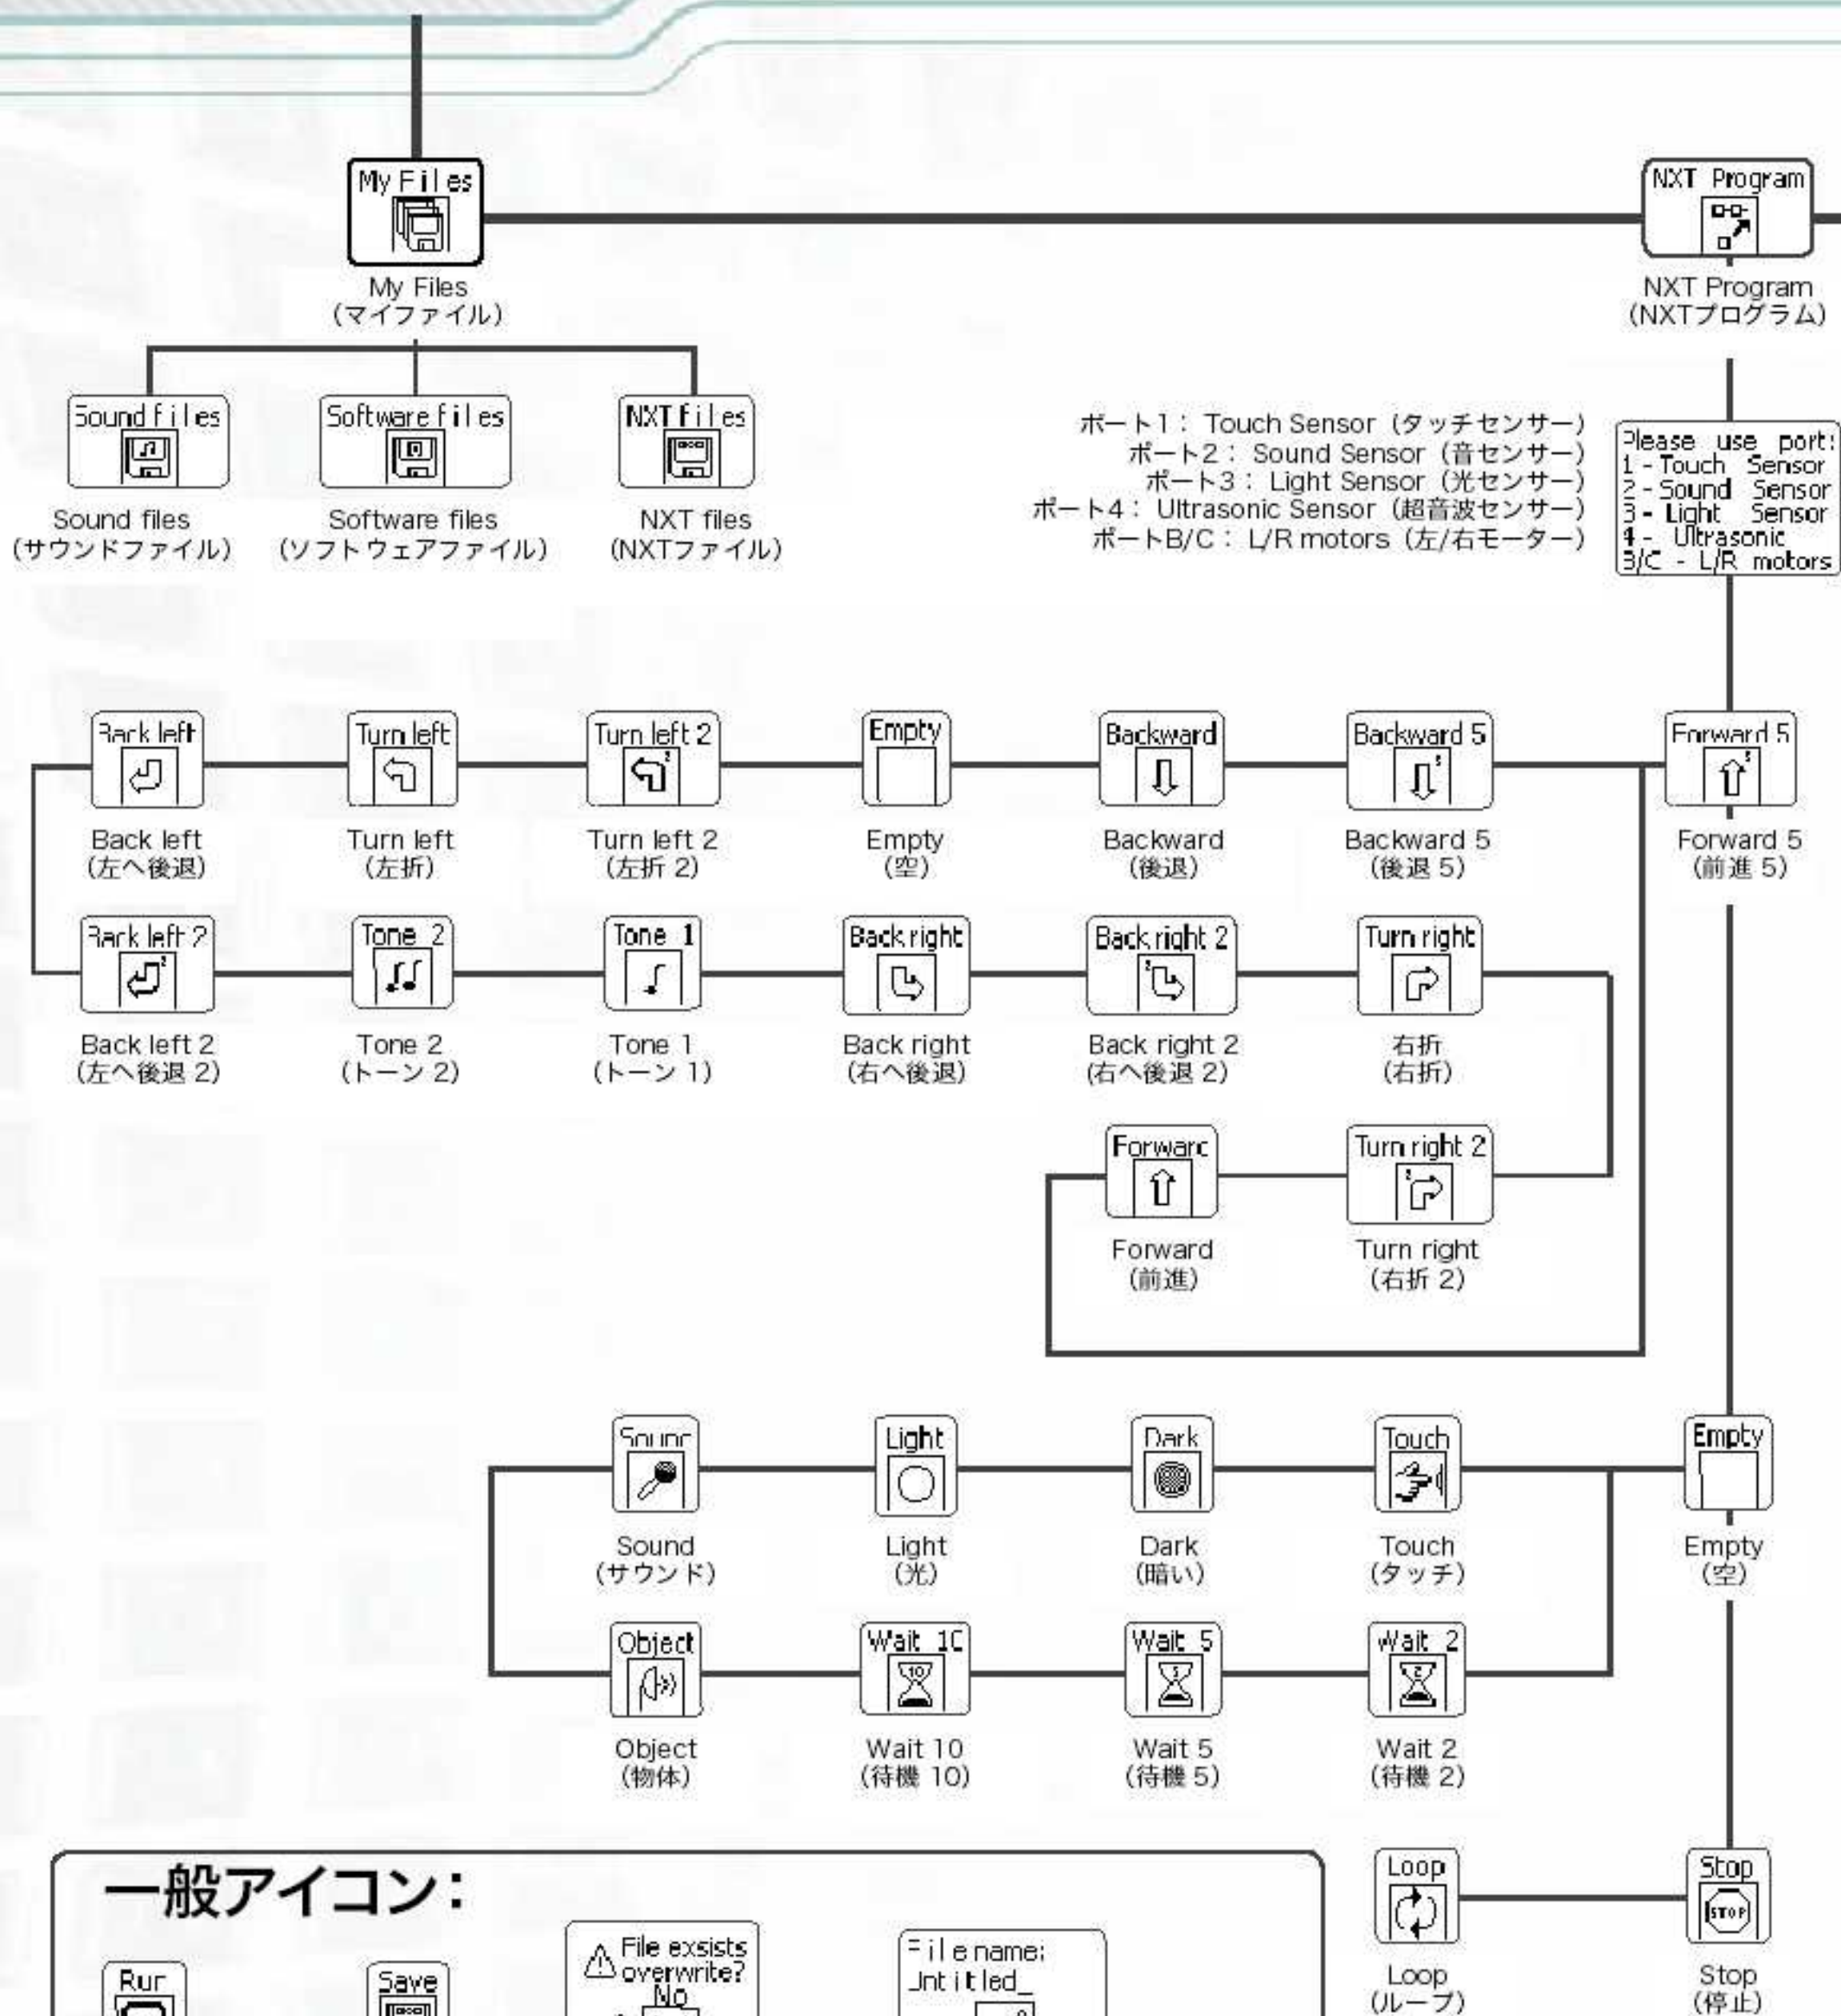 My Files
NXT Program
My Files
(マイファイル)
NXT Program
(NXTプログラム)
Sound files
Software files
NXT files
Sound files
(サウンドファイル)
Software files
(ソフトウェアファイル)
NXT files
(NXTファイル)
ポート1： Touch Sensor (タッチセンサー)
ポート2： Sound Sensor (音センサー)
ポート3： Light Sensor (光センサー)
ポート4： Ultrasonic Sensor (超音波センサー)
ポートB/C： L/R motors (左/右モーター)
Please use port:
1 - Touch Sensor
2 - Sound Sensor
3 - Light Sensor
4 - Ultrasonic
B/C - L/R motors
Back left
Turn left
Turn left 2
Empty
Backward
Backward 5
Forward 5
Back left
(左へ後退)
Turn left
(左折)
Turn left 2
(左折 2)
Empty
(空)
Backward
(後退)
Backward 5
(後退 5)
Forward 5
(前進 5)
Back left 2
Tone 2
Tone 1
Back right
Back right 2
Turn right
Back left 2
(左へ後退 2)
Tone 2
(トーン 2)
Tone 1
(トーン 1)
Back right
(右へ後退)
Back right 2
(右へ後退 2)
右折
(右折)
Forward
Turn right 2
Forward
(前進)
Turn right
(右折 2)
Sound
Light
Dark
Touch
Empty
Sound
(サウンド)
Light
(光)
Dark
(暗い)
Touch
(タッチ)
Empty
(空)
Object
Wait 10
Wait 5
Wait 2
Object
(物体)
Wait 10
(待機 10)
Wait 5
(待機 5)
Wait 2
(待機 2)
Loop
Stop
STOP
Loop
(ループ)
Stop
(停止)
一般アイコン：
Run
Save
File exsists
overwrite?
No
Filename:
Untitled_